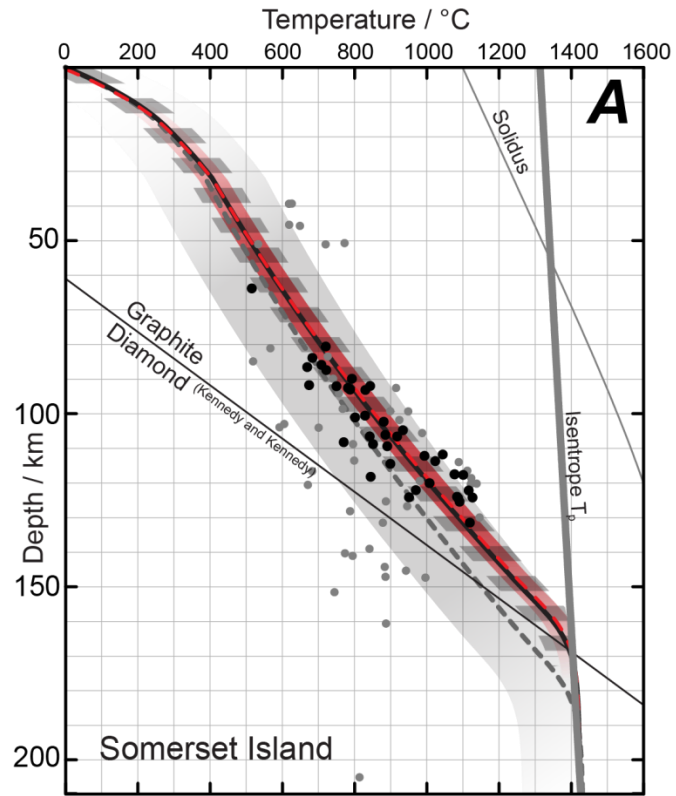 Temperature / °C
0 200 400 600 800 1000 1200 1400 1600
A
Solidus
50
Graphite
Diamond (Kennedy and Kennedy)
100
Isentrope Tp
Depth / km
150
200
Somerset Island